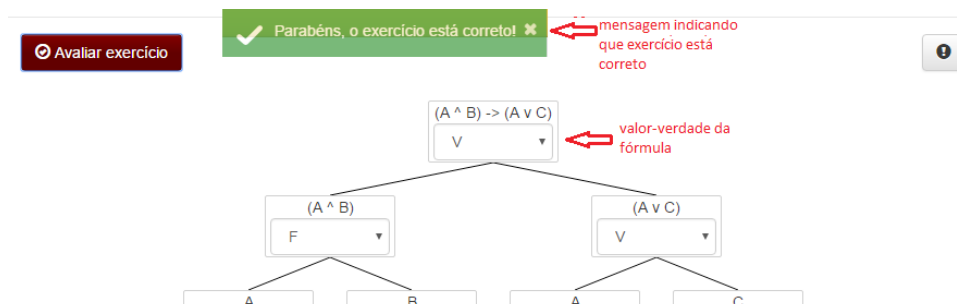 Parabéns, o exercício está correto! ✖
mensagem indicando
que exercício está
correto
Avaliar exercício
(A ^ B) -> (A v C)
V
valor-verdade da
fórmula
(A ^ B)
F
(A v C)
V
A
B
A
C